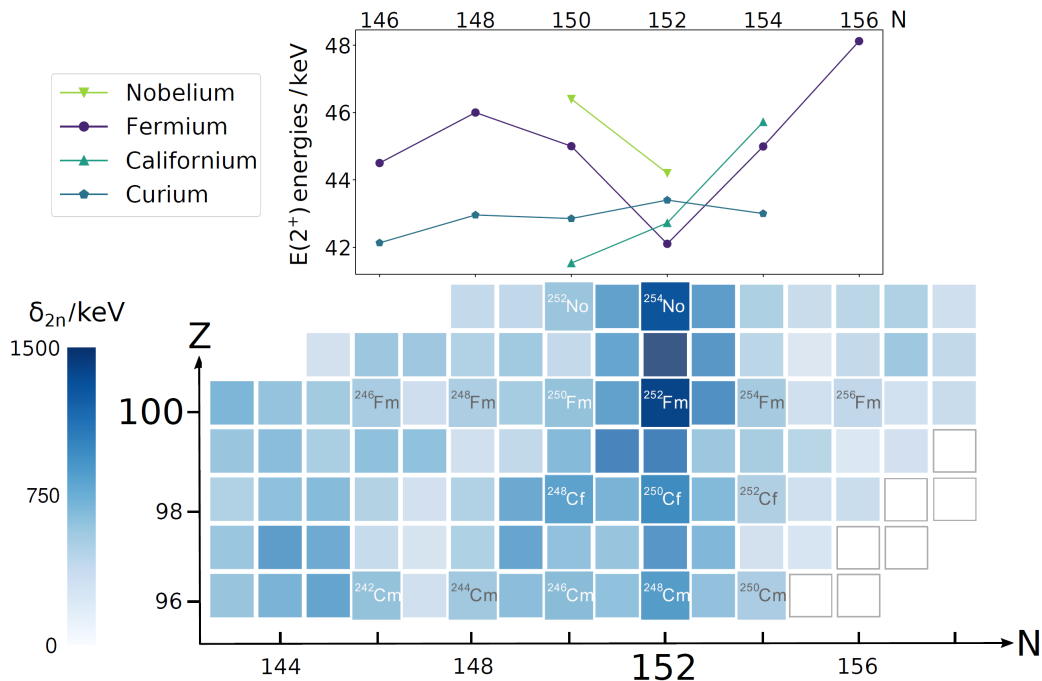 146 148 150 152 154 156 N
E(2⁺) energies /keV
48
46
44
42
Nobelium
Fermium
Californium
Curium
δ₂ₙ/keV
1500
750
0
Z
100
98
96
²⁵²No ²⁵⁴No
²⁴⁶Fm ²⁴⁸Fm ²⁵⁰Fm ²⁵²Fm ²⁵⁴Fm ²⁵⁶Fm
²⁴⁸Cf ²⁵⁰Cf ²⁵²Cf
²⁴²Cm ²⁴⁴Cm ²⁴⁶Cm ²⁴⁸Cm ²⁵⁰Cm
144 148 152 156 N